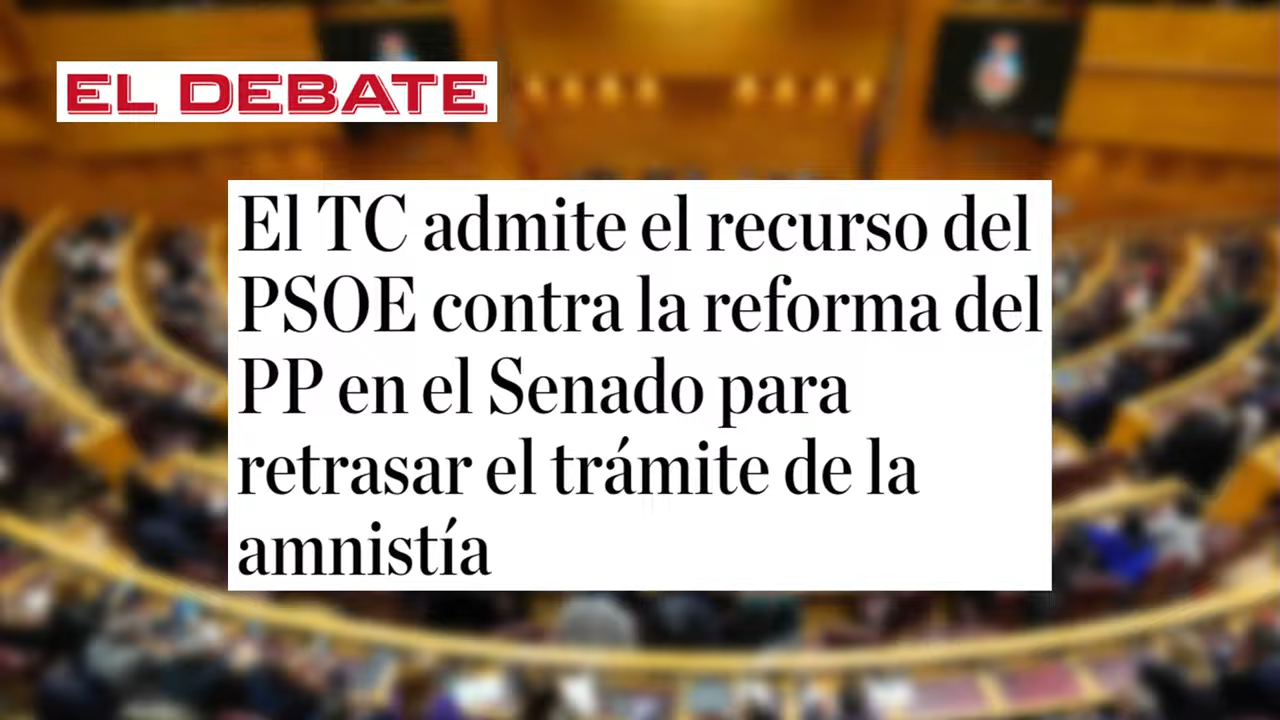 EL DEBATE
El TC admite el recurso del
PSOE contra la reforma del
PP en el Senado para
retrasar el trámite de la
amnistía